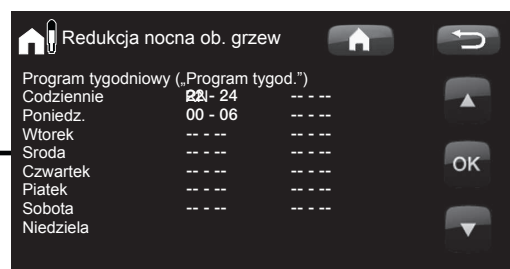 Redukcja nocna ob. grzew
Program tygodniowy („Program tygod.”)
Codziennie 22 - 24 -- - --
Poniedz. 00 - 06 -- - --
Wtorek -- - -- -- - --
Sroda -- - -- -- - --
OK
Czwartek -- - -- -- - --
Piatek -- - -- -- - --
Sobota -- - -- -- - --
Niedziela